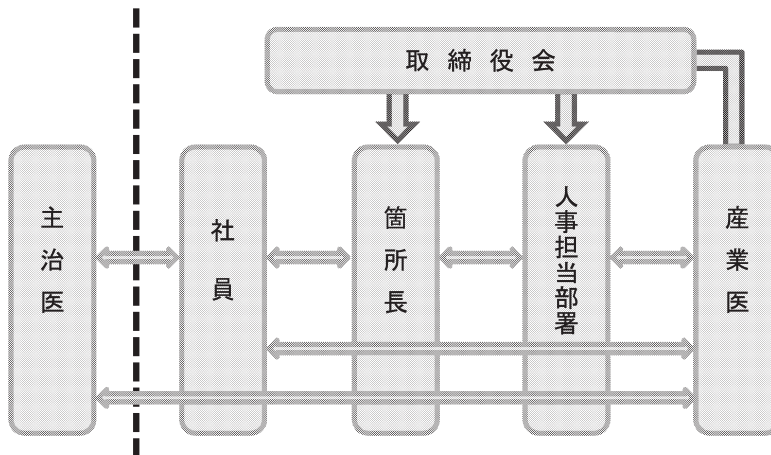 取締役会
主治医
社員
箇所長
人事担当部署
産業医